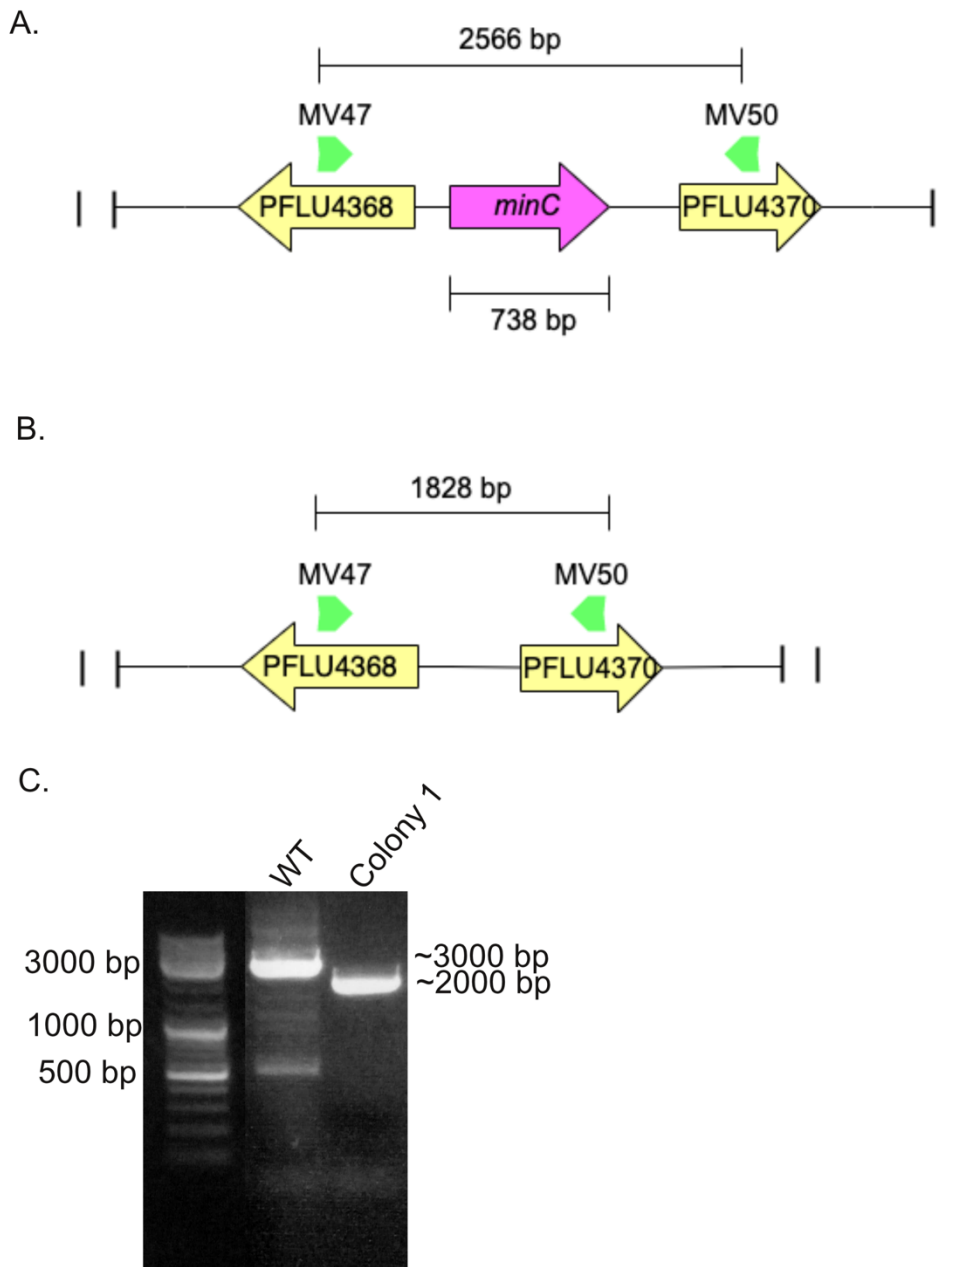 A.
2566 bp
MV47 MV50
PFLU4368 minC PFLU4370
738 bp
B.
1828 bp
MV47 MV50
PFLU4368 PFLU4370
C.
WT Colony 1
3000 bp ~3000 bp
~2000 bp
1000 bp
500 bp